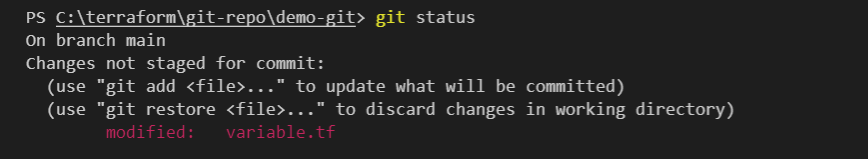 PS C:\terraform\git-repo\demo-git> git status
On branch main
Changes not staged for commit:
  (use "git add <file>..." to update what will be committed)
  (use "git restore <file>..." to discard changes in working directory)
        modified:   variable.tf